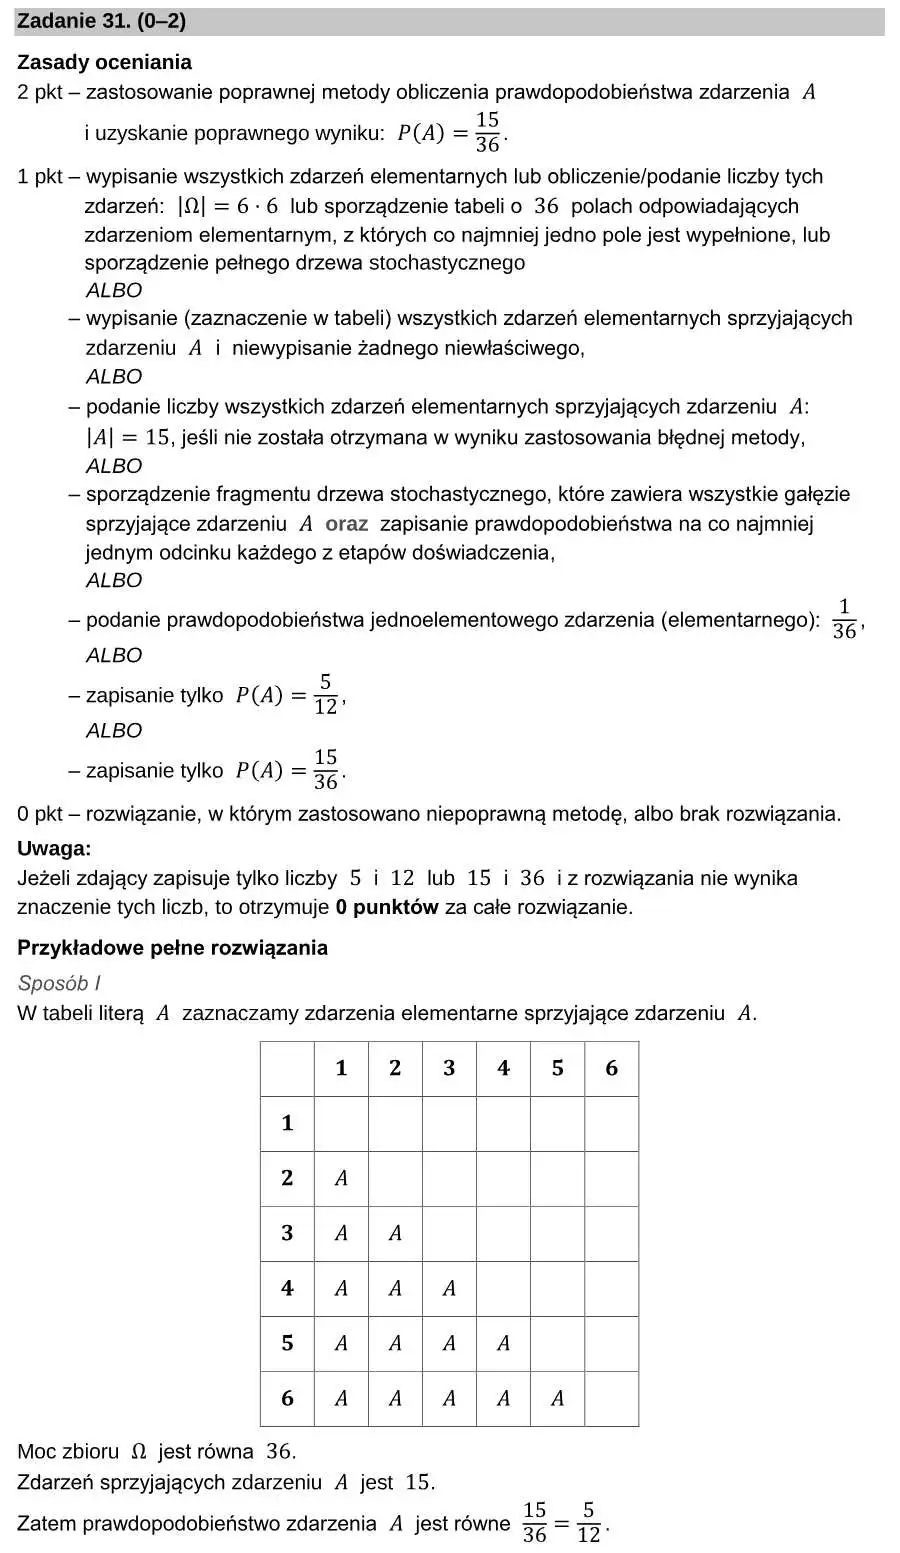 Zadanie 31. (0–2)
Zasady oceniania
2 pkt – zastosowanie poprawnej metody obliczenia prawdopodobieństwa zdarzenia A
i uzyskanie poprawnego wyniku: P(A) = 15/36.
1 pkt – wypisanie wszystkich zdarzeń elementarnych lub obliczenie/podanie liczby tych
zdarzeń: |Ω| = 6 · 6 lub sporządzenie tabeli o 36 polach odpowiadających
zdarzeniom elementarnym, z których co najmniej jedno pole jest wypełnione, lub
sporządzenie pełnego drzewa stochastycznego
ALBO
– wypisanie (zaznaczenie w tabeli) wszystkich zdarzeń elementarnych sprzyjających
zdarzeniu A i niewypisanie żadnego niewłaściwego,
ALBO
– podanie liczby wszystkich zdarzeń elementarnych sprzyjających zdarzeniu A:
|A| = 15, jeśli nie została otrzymana w wyniku zastosowania błędnej metody,
ALBO
– sporządzenie fragmentu drzewa stochastycznego, które zawiera wszystkie gałęzie
sprzyjające zdarzeniu A oraz zapisanie prawdopodobieństwa na co najmniej
jednym odcinku każdego z etapów doświadczenia,
ALBO
– podanie prawdopodobieństwa jednoelementowego zdarzenia (elementarnego): 1/36,
ALBO
– zapisanie tylko P(A) = 5/12,
ALBO
– zapisanie tylko P(A) = 15/36.
0 pkt – rozwiązanie, w którym zastosowano niepoprawną metodę, albo brak rozwiązania.
Uwaga:
Jeżeli zdający zapisuje tylko liczby 5 i 12 lub 15 i 36 i z rozwiązania nie wynika
znaczenie tych liczb, to otrzymuje 0 punktów za całe rozwiązanie.
Przykładowe pełne rozwiązania
Sposób I
W tabeli literą A zaznaczamy zdarzenia elementarne sprzyjające zdarzeniu A.
1 2 3 4 5 6
1
2 A
3 A A
4 A A A
5 A A A A
6 A A A A A
Moc zbioru Ω jest równa 36.
Zdarzeń sprzyjających zdarzeniu A jest 15.
Zatem prawdopodobieństwo zdarzenia A jest równe 15/36 = 5/12.